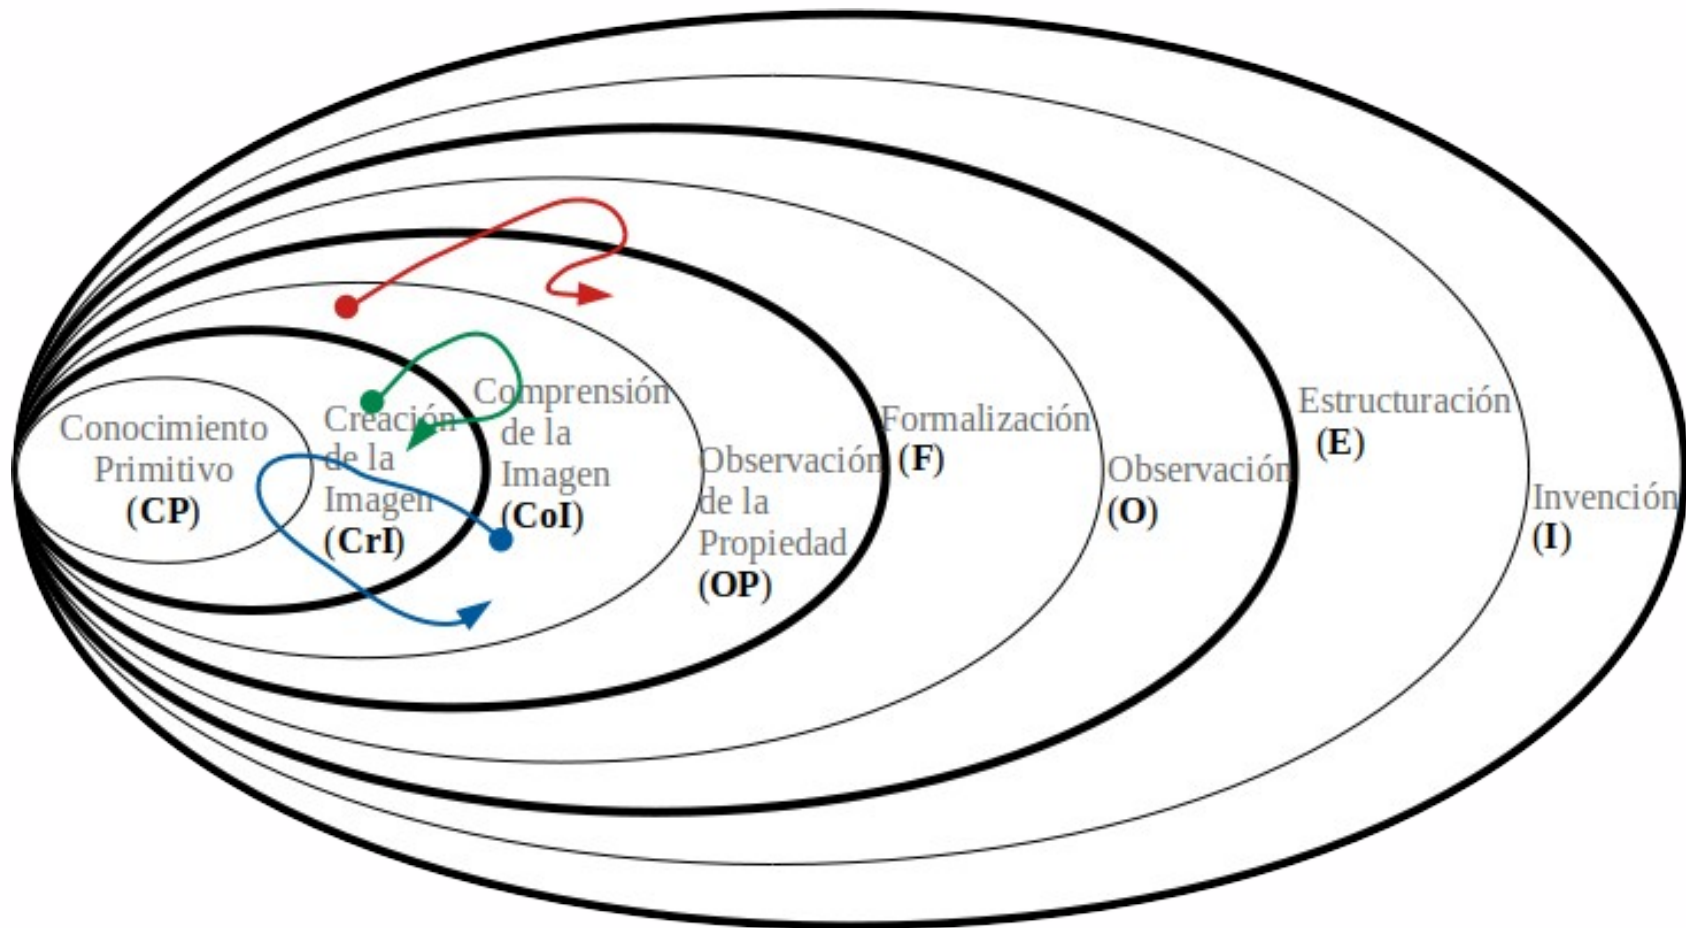 Conocimiento
Primitivo
(CP)
Creación
de la
Imagen
(CrI)
Comprensión
de la
Imagen
(CoI)
Observación
de la
Propiedad
(OP)
Formalización
(F)
Observación
(O)
Estructuración
(E)
Invención
(I)